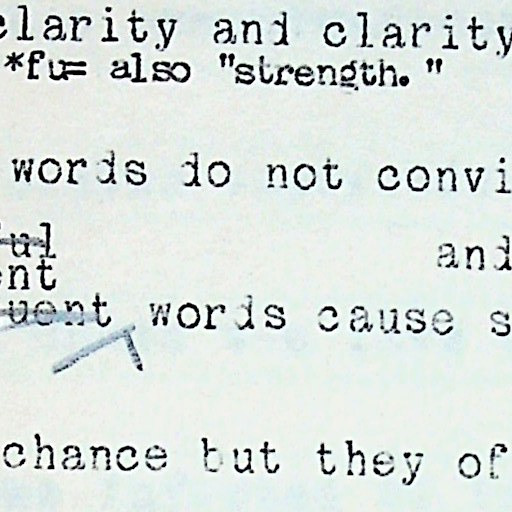 clarity and clarity
*fu= also "strength."
words do not convi
ful and
ent
uent words cause s
chance but they of